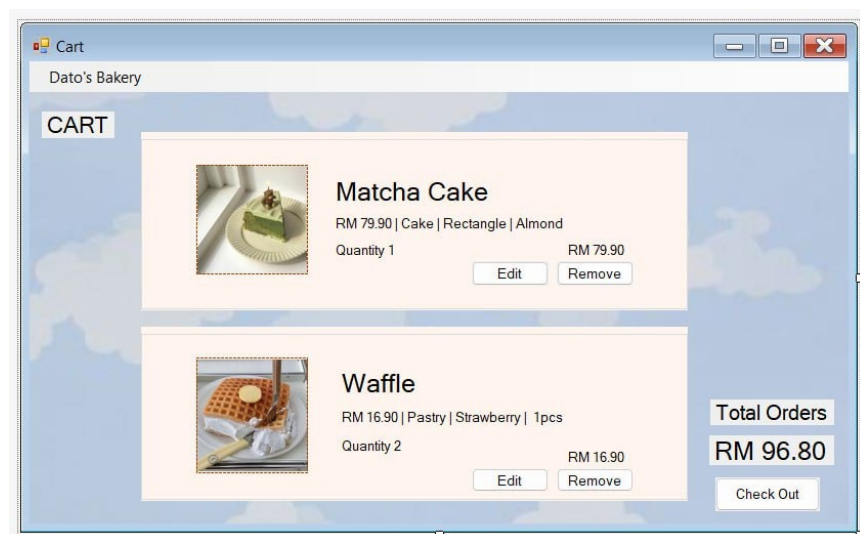 Cart
Dato's Bakery
CART
Matcha Cake
RM 79.90 | Cake | Rectangle | Almond
Quantity 1 RM 79.90
Edit Remove
Waffle
RM 16.90 | Pastry | Strawberry | 1pcs
Quantity 2
RM 16.90
Edit Remove
Total Orders
RM 96.80
Check Out